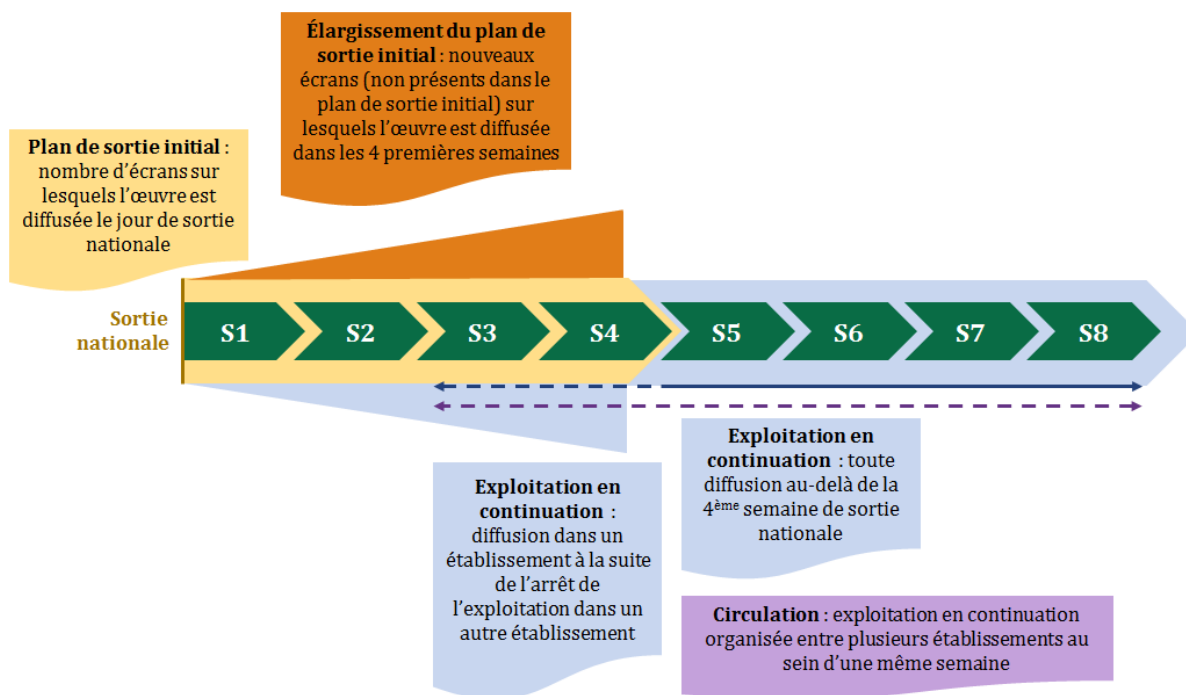 Élargissement du plan de
sortie initial : nouveaux
écrans (non présents dans le
plan de sortie initial) sur
lesquels l’œuvre est diffusée
dans les 4 premières semaines
Plan de sortie initial :
nombre d’écrans sur
lesquels l’œuvre est
diffusée le jour de sortie
nationale
Sortie
nationale
S1
S2
S3
S4
S5
S6
S7
S8
Exploitation en
continuation :
diffusion dans un
établissement à la suite
de l’arrêt de
l’exploitation dans un
autre établissement
Exploitation en
continuation : toute
diffusion au-delà de la
4ème semaine de sortie
nationale
Circulation : exploitation en continuation
organisée entre plusieurs établissements au
sein d’une même semaine